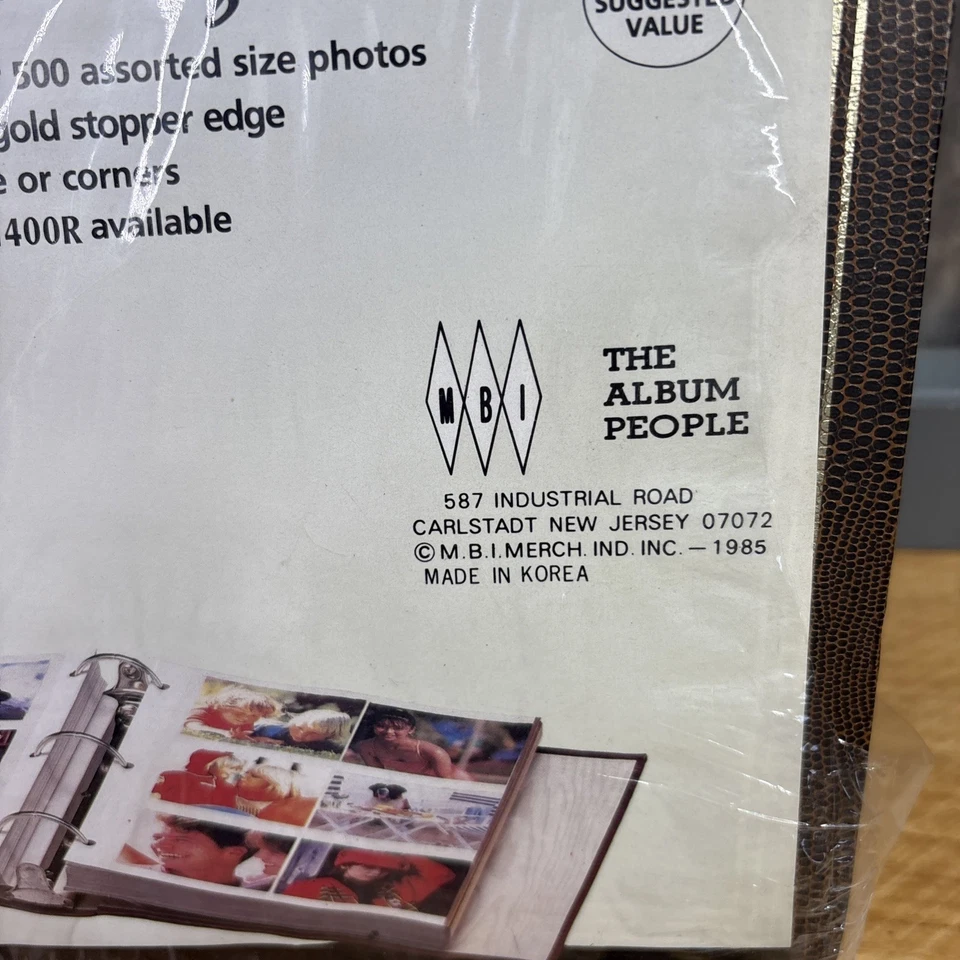 SUGGESTED
VALUE
500 assorted size photos
gold stopper edge
or corners
400R available
M B I
THE
ALBUM
PEOPLE
587 INDUSTRIAL ROAD
CARLSTADT NEW JERSEY 07072
© M.B.I. MERCH. IND. INC. — 1985
MADE IN KOREA